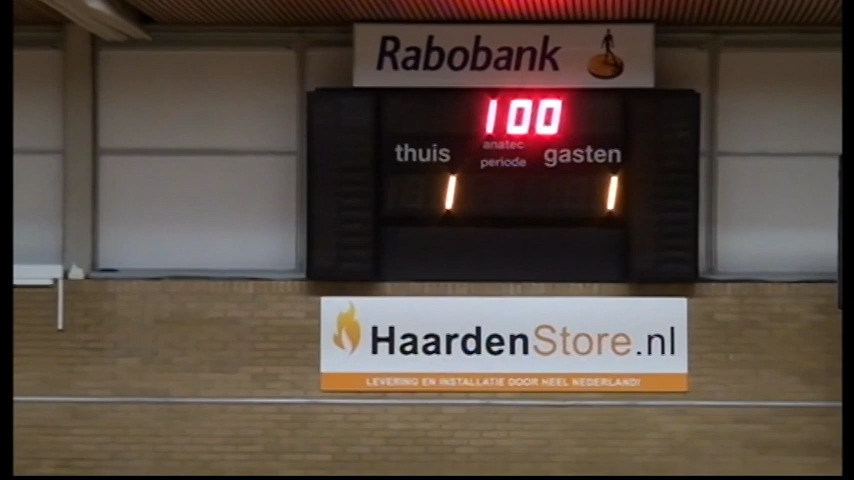 Rabobank
100
anatec
thuis periode gasten
1 1
HaardenStore.nl
LEVERING EN INSTALLATIE DOOR HEEL NEDERLAND!